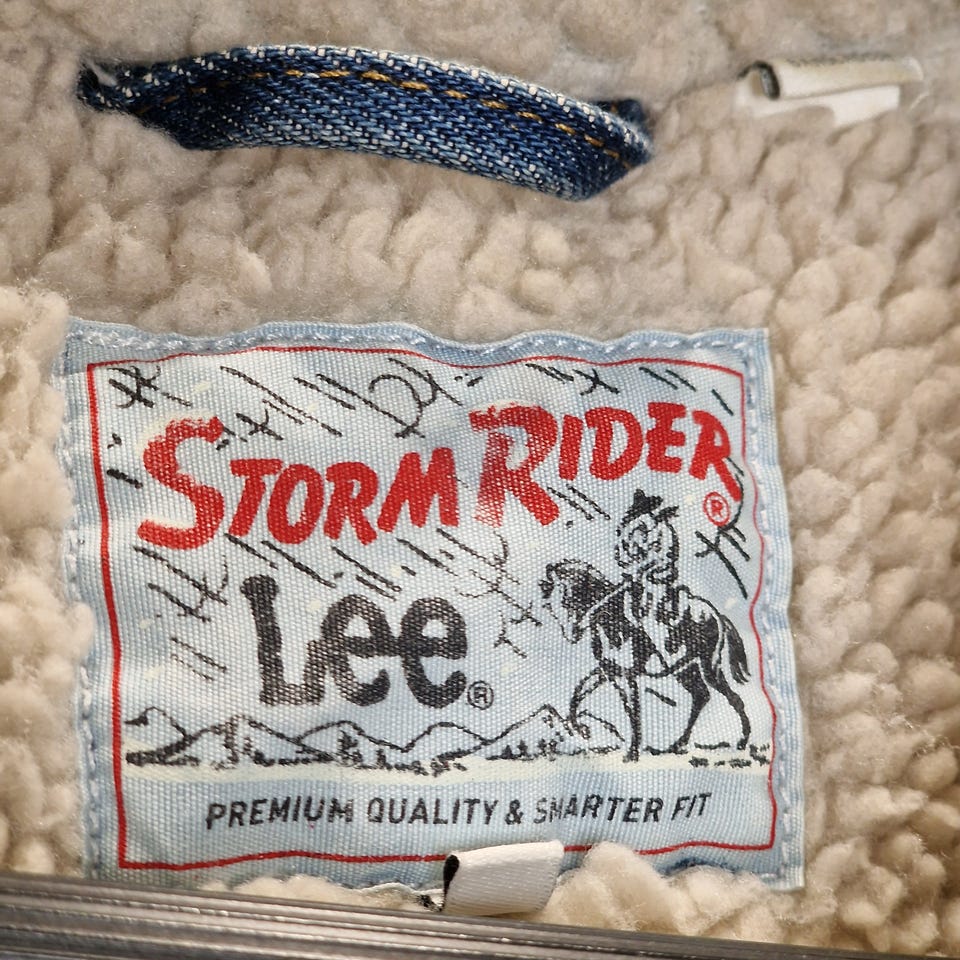 STORM RIDER®
Lee®
PREMIUM QUALITY & SMARTER FIT